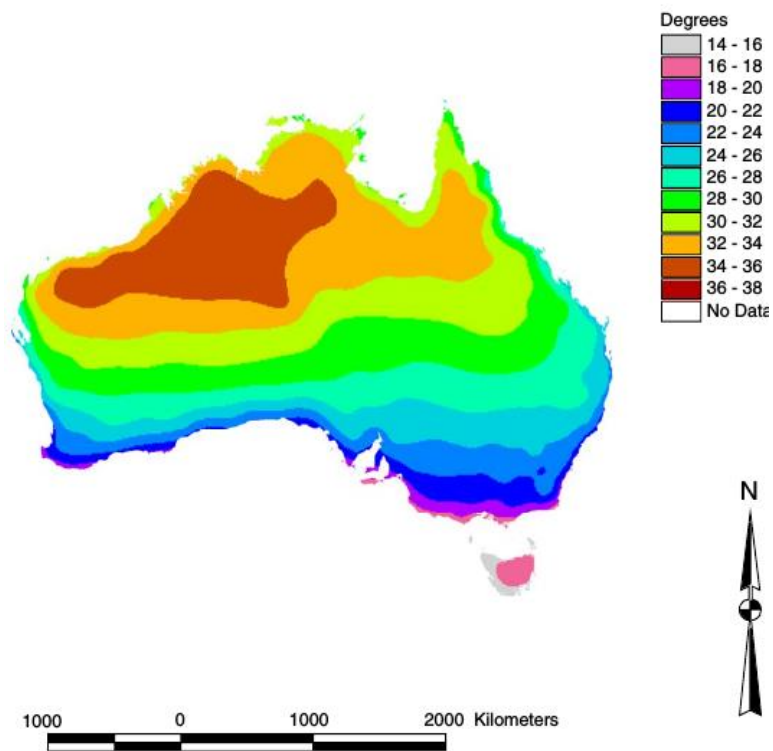 Degrees
14 - 16
16 - 18
18 - 20
20 - 22
22 - 24
24 - 26
26 - 28
28 - 30
30 - 32
32 - 34
34 - 36
36 - 38
No Data
N
1000 0 1000 2000 Kilometers